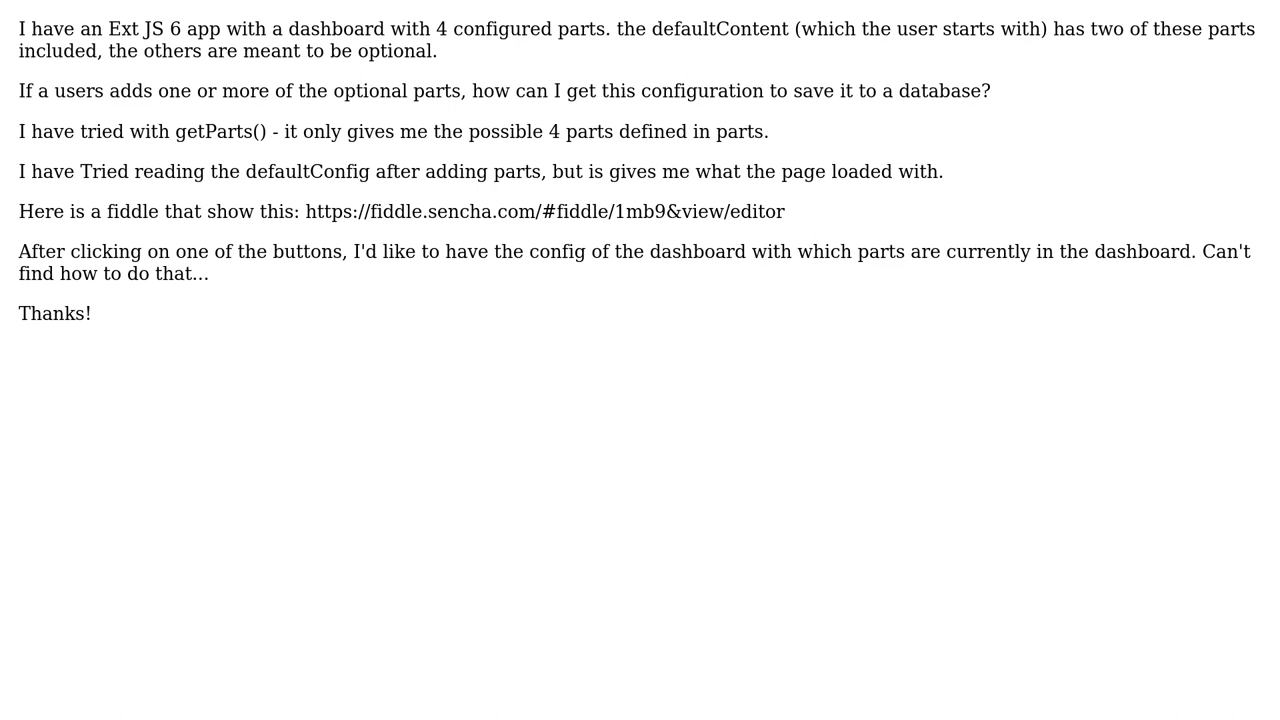 I have an Ext JS 6 app with a dashboard with 4 configured parts. the defaultContent (which the user starts with) has two of these parts
included, the others are meant to be optional.
If a users adds one or more of the optional parts, how can I get this configuration to save it to a database?
I have tried with getParts() - it only gives me the possible 4 parts defined in parts.
I have Tried reading the defaultConfig after adding parts, but is gives me what the page loaded with.
Here is a fiddle that show this: https://fiddle.sencha.com/#fiddle/1mb9&view/editor
After clicking on one of the buttons, I'd like to have the config of the dashboard with which parts are currently in the dashboard. Can't
find how to do that...
Thanks!